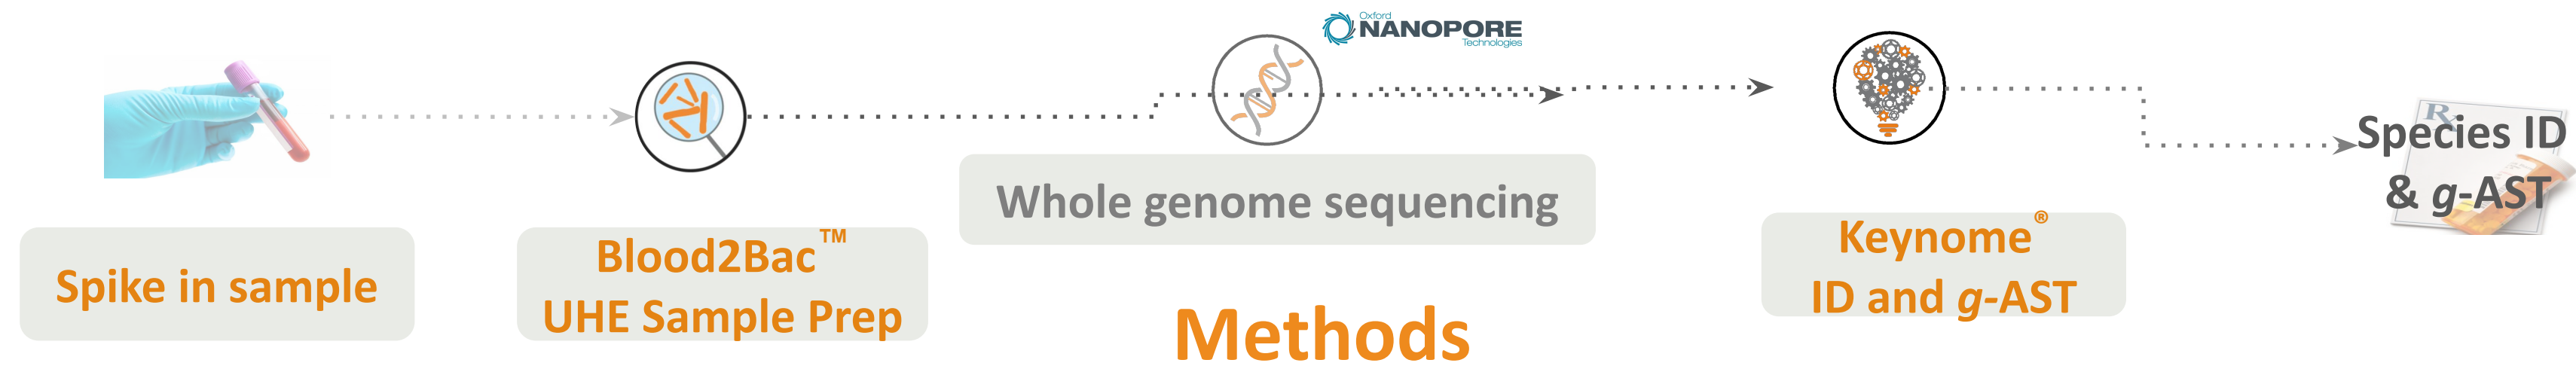 Oxford
NANOPORE
Technologies
Spike in sample
Blood2Bac™
UHE Sample Prep
Whole genome sequencing
Keynome®
ID and g-AST
Rx
Species ID
& g-AST
Methods